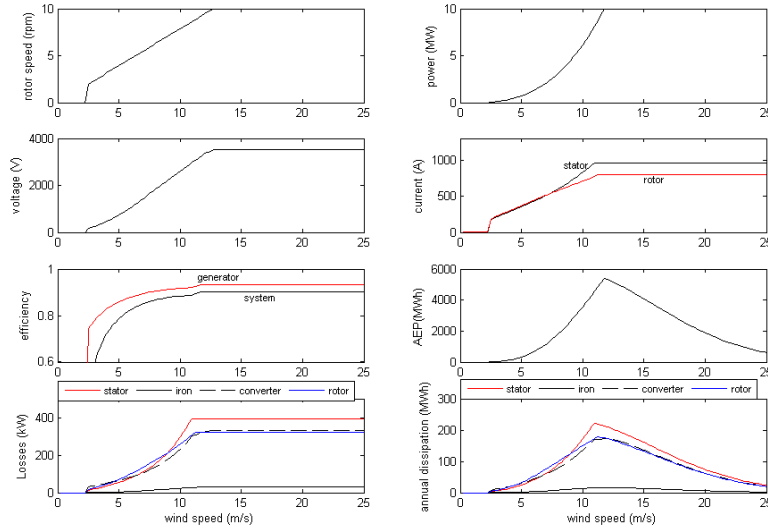 rotor speed (rpm)
10
5
0
0 5 10 15 20 25
power (MW)
10
5
0
0 5 10 15 20 25
voltage (V)
4000
2000
0
0 5 10 15 20 25
current (A)
1000
500
0
stator
rotor
0 5 10 15 20 25
efficiency
1
0.8
0.6
generator
system
0 5 10 15 20 25
AEP(MWh)
6000
4000
2000
0
0 5 10 15 20 25
stator iron converter rotor
Losses (kW)
400
200
0
0 5 10 15 20 25
wind speed (m/s)
stator iron converter rotor
annual dissipation (MWh)
300
200
100
0
0 5 10 15 20 25
wind speed (m/s)